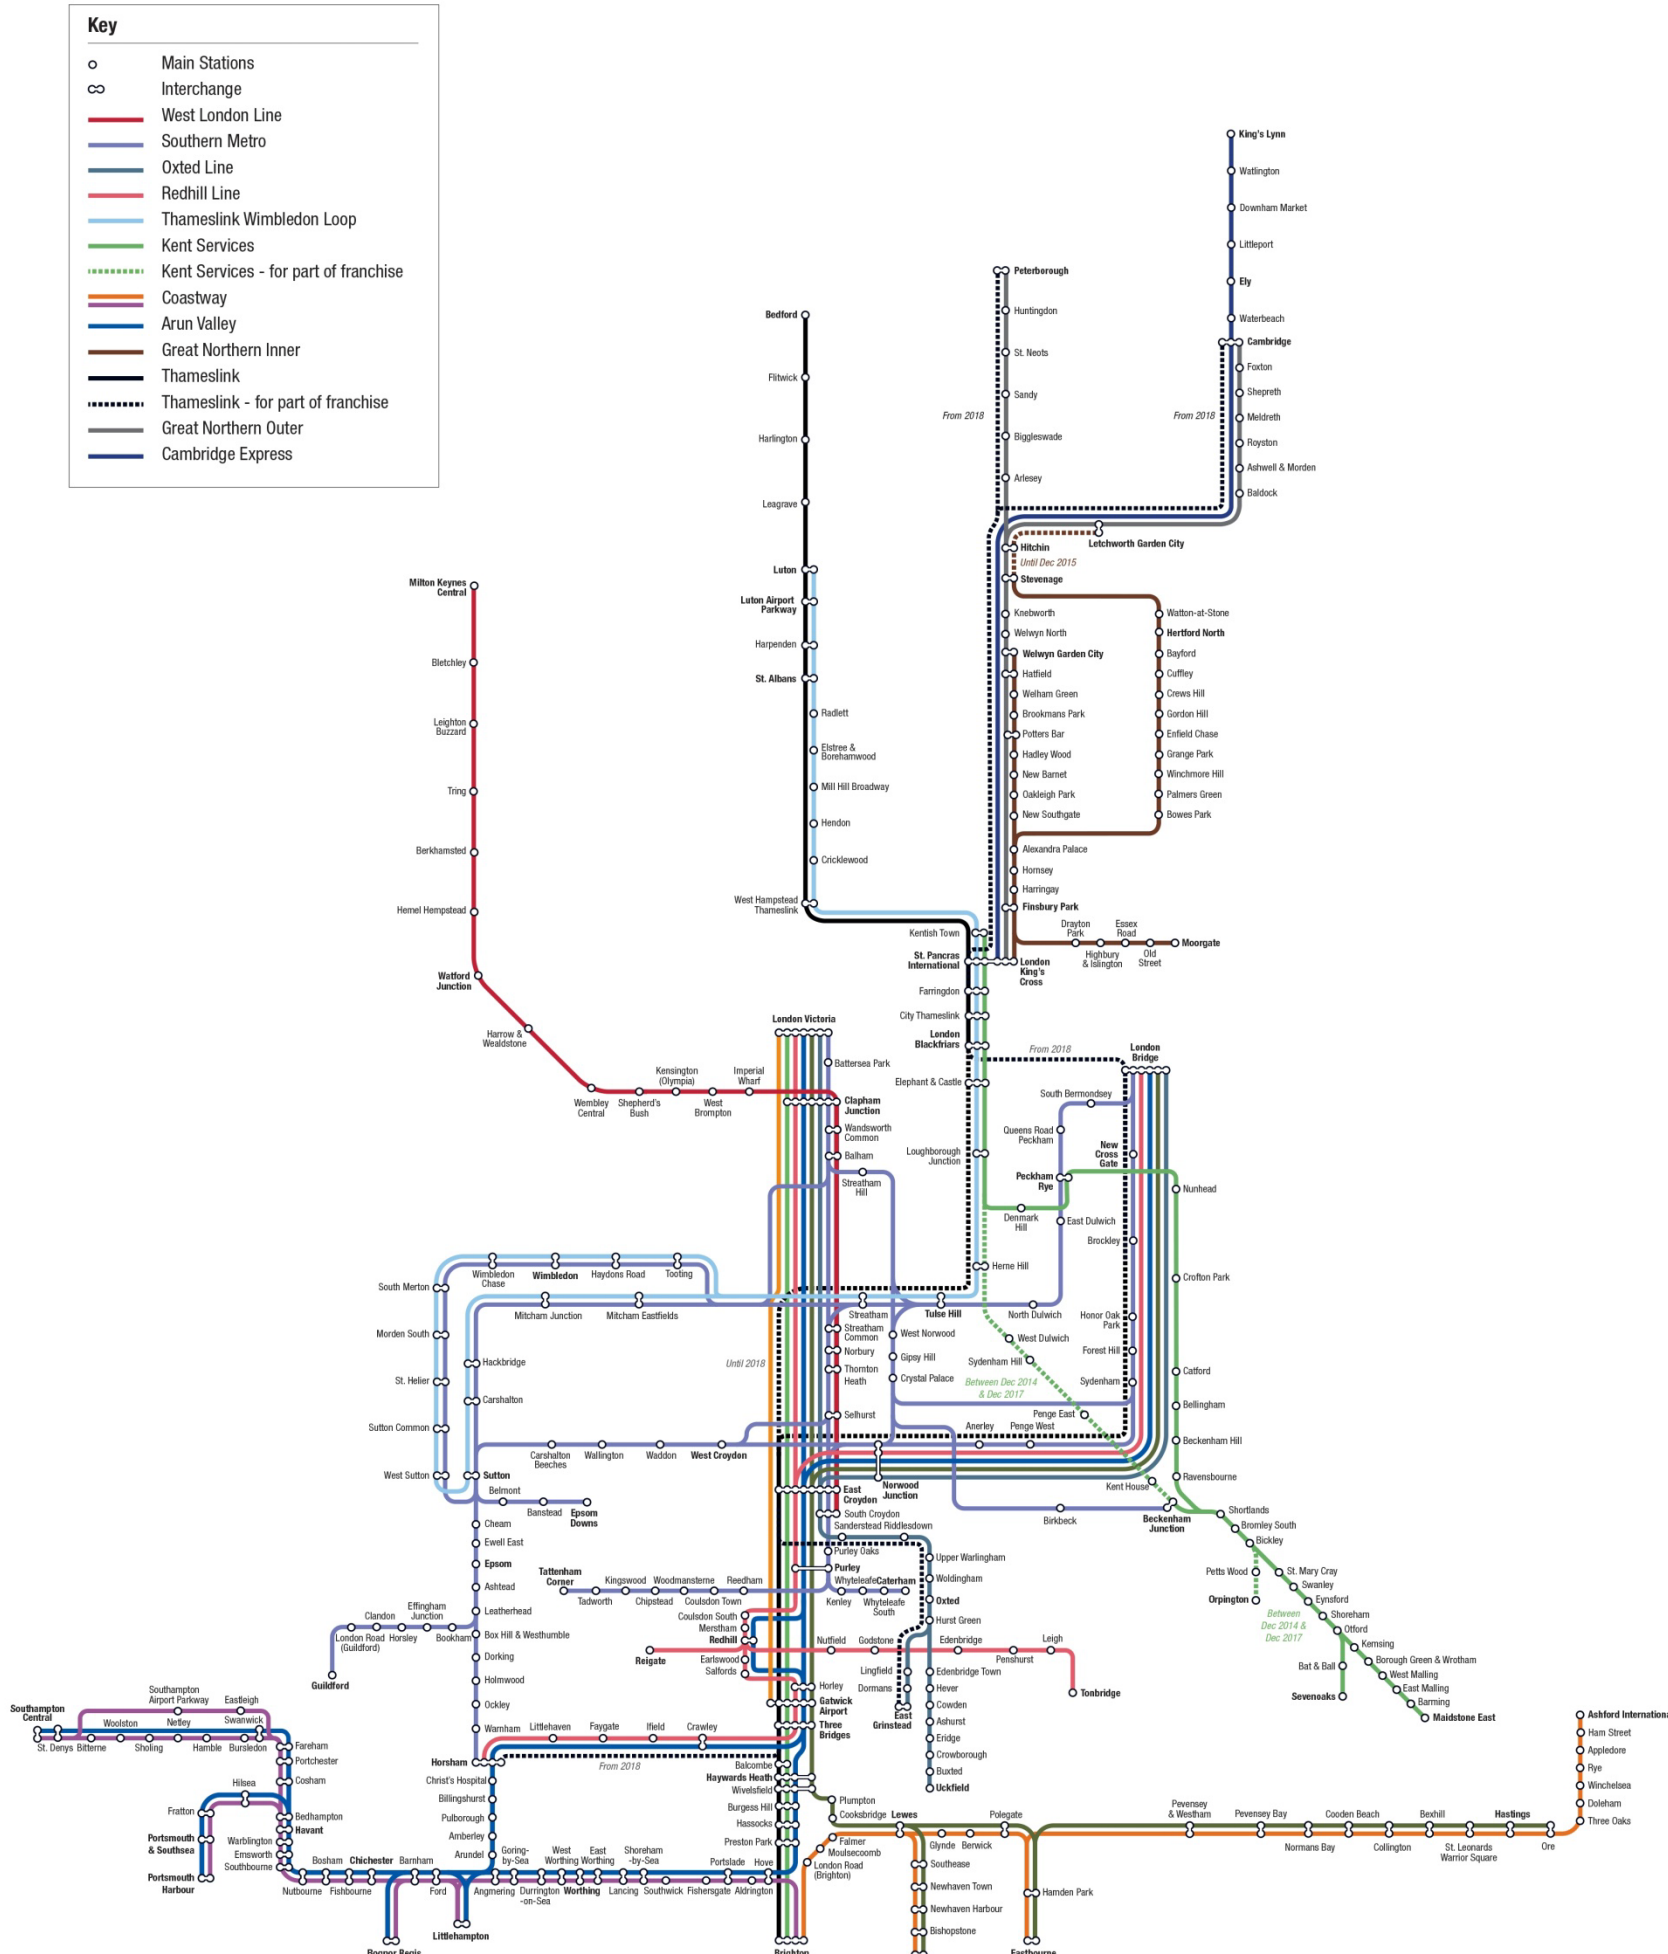 Key
Main Stations
Interchange
West London Line
Southern Metro
Oxted Line
Redhill Line
Thameslink Wimbledon Loop
Kent Services
Kent Services - for part of franchise
Coastway
Arun Valley
Great Northern Inner
Thameslink
Thameslink - for part of franchise
Great Northern Outer
Cambridge Express
King's Lynn
Watlington
Downham Market
Littleport
Ely
Waterbeach
Cambridge
Foxton
Shepreth
Meldreth
Royston
Ashwell & Morden
Baldock
From 2018
Peterborough
Huntingdon
St. Neots
Sandy
Biggleswade
Arlesey
From 2018
Letchworth Garden City
Hitchin
Until Dec 2015
Stevenage
Knebworth
Welwyn North
Welwyn Garden City
Hatfield
Welham Green
Brookmans Park
Potters Bar
Hadley Wood
New Barnet
Oakleigh Park
New Southgate
Alexandra Palace
Hornsey
Harringay
Finsbury Park
Watton-at-Stone
Hertford North
Bayford
Cuffley
Crews Hill
Gordon Hill
Enfield Chase
Grange Park
Winchmore Hill
Palmers Green
Bowes Park
Drayton
Park
Highbury
& Islington
Essex
Road
Old
Street
Moorgate
Bedford
Flitwick
Harlington
Leagrave
Luton
Luton Airport
Parkway
Harpenden
St. Albans
Radlett
Elstree &
Borehamwood
Mill Hill Broadway
Hendon
Cricklewood
West Hampstead
Thameslink
Kentish Town
St. Pancras
International
London
King's
Cross
Farringdon
City Thameslink
London
Blackfriars
Elephant & Castle
Loughborough
Junction
Herne Hill
Milton Keynes
Central
Bletchley
Leighton
Buzzard
Tring
Berkhamsted
Hemel Hempstead
Watford
Junction
Harrow &
Wealdstone
Wembley
Central
Shepherd's
Bush
Kensington
(Olympia)
West
Brompton
Imperial
Wharf
London Victoria
Battersea Park
Clapham
Junction
Wandsworth
Common
Balham
Streatham
Hill
From 2018
London
Bridge
South Bermondsey
Queens Road
Peckham
Peckham
Rye
New
Cross
Gate
Denmark
Hill
East Dulwich
Brockley
Nunhead
Crofton Park
Honor Oak
Park
Forest Hill
Sydenham
Catford
Bellingham
Beckenham Hill
Ravensbourne
South Merton
Wimbledon
Chase
Wimbledon
Haydons Road
Tooting
Mitcham Junction
Mitcham Eastfields
Streatham
Tulse Hill
North Dulwich
Morden South
St. Helier
Sutton Common
West Sutton
Hackbridge
Carshalton
Sutton
Until 2018
Streatham
Common
Norbury
Thornton
Heath
Selhurst
West Norwood
Gipsy Hill
Crystal Palace
West Dulwich
Sydenham Hill
Between Dec 2014
& Dec 2017
Penge East
Anerley
Penge West
Carshalton
Beeches
Wallington
Waddon
West Croydon
Norwood
Junction
Kent House
Beckenham
Junction
Birkbeck
Shortlands
Bromley South
Bickley
Petts Wood
Orpington
Between
Dec 2014 &
Dec 2017
St. Mary Cray
Swanley
Eynsford
Shoreham
Otford
Bat & Ball
Sevenoaks
Kemsing
Borough Green & Wrotham
West Malling
East Malling
Barming
Maidstone East
Belmont
Banstead
Epsom
Downs
Cheam
Ewell East
Epsom
Ashtead
Leatherhead
Box Hill & Westhumble
Dorking
Holmwood
Ockley
Warnham
Horsham
Effingham
Junction
Bookham
Horsley
Clandon
London Road
(Guildford)
Guildford
East
Croydon
South Croydon
Sanderstead
Riddlesdown
Purley Oaks
Purley
Upper Warlingham
Woldingham
Oxted
Hurst Green
Tattenham
Corner
Tadworth
Kingswood
Chipstead
Woodmansterne
Coulsdon Town
Reedham
Kenley
Whyteleafe
Whyteleafe
South
Caterham
Coulsdon South
Merstham
Redhill
Reigate
Earlswood
Salfords
Nutfield
Godstone
Edenbridge
Penshurst
Leigh
Tonbridge
Lingfield
Dormans
East
Grinstead
Edenbridge Town
Hever
Cowden
Ashurst
Eridge
Crowborough
Buxted
Uckfield
Horley
Gatwick
Airport
Three
Bridges
Littlehaven
Faygate
Ifield
Crawley
From 2018
Balcombe
Haywards Heath
Wivelsfield
Burgess Hill
Hassocks
Preston Park
Christ's Hospital
Billingshurst
Pulborough
Amberley
Arundel
Southampton
Central
St. Denys
Southampton
Airport Parkway
Eastleigh
Bitterne
Woolston
Sholing
Netley
Hamble
Bursledon
Swanwick
Fareham
Portchester
Cosham
Hilsea
Fratton
Portsmouth
& Southsea
Portsmouth
Harbour
Bedhampton
Havant
Warblington
Emsworth
Southbourne
Nutbourne
Bosham
Fishbourne
Chichester
Barnham
Ford
Bognor Regis
Littlehampton
Angmering
Goring-
by-Sea
Durrington
-on-Sea
West
Worthing
Worthing
East
Worthing
Lancing
Shoreham
-by-Sea
Southwick
Fishersgate
Portslade
Aldrington
Hove
Brighton
London Road
(Brighton)
Moulsecoomb
Falmer
Plumpton
Cooksbridge
Lewes
Glynde
Berwick
Polegate
Southease
Newhaven Town
Newhaven Harbour
Bishopstone
Hamden Park
Eastbourne
Pevensey
& Westham
Pevensey Bay
Normans Bay
Cooden Beach
Collington
Bexhill
St. Leonards
Warrior Square
Hastings
Ore
Three Oaks
Doleham
Winchelsea
Rye
Appledore
Ham Street
Ashford Internationa